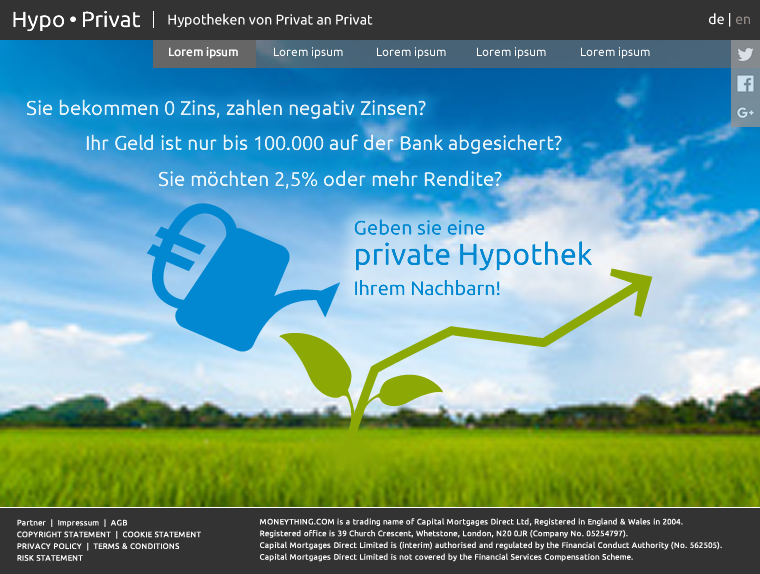 Hypo • Privat | Hypotheken von Privat an Privat
de | en
Lorem ipsum Lorem ipsum Lorem ipsum Lorem ipsum Lorem ipsum
Sie bekommen 0 Zins, zahlen negativ Zinsen?
Ihr Geld ist nur bis 100.000 auf der Bank abgesichert?
Sie möchten 2,5% oder mehr Rendite?
Geben sie eine
private Hypothek
Ihrem Nachbarn!
Partner | Impressum | AGB
COPYRIGHT STATEMENT | COOKIE STATEMENT
PRIVACY POLICY | TERMS & CONDITIONS
RISK STATEMENT
MONEYTHING.COM is a trading name of Capital Mortgages Direct Ltd, Registered in England & Wales in 2004.
Registered office is 39 Church Crescent, Whetstone, London, N20 0JR (Company No. 05254797).
Capital Mortgages Direct Limited is (interim) authorised and regulated by the Financial Conduct Authority (No. 562505).
Capital Mortgages Direct Limited is not covered by the Financial Services Compensation Scheme.